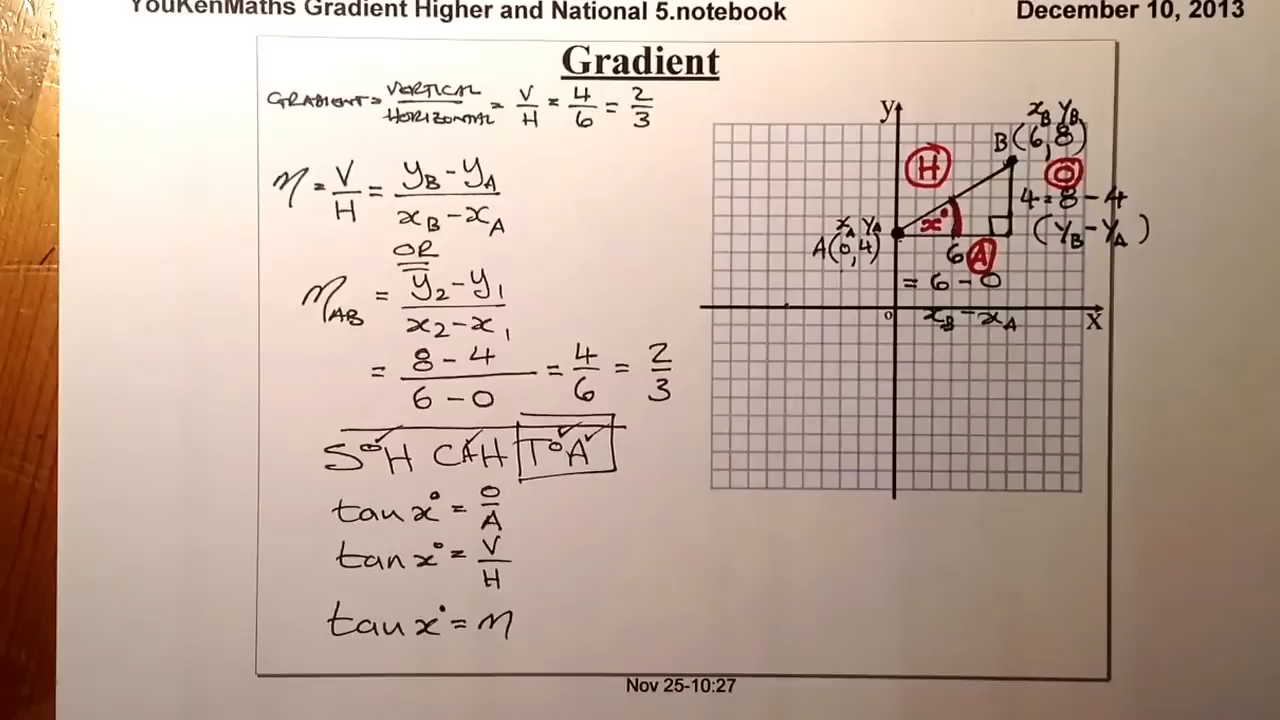 YouKenMaths Gradient Higher and National 5.notebook
December 10, 2013
Gradient
GRADIENT = VERTICAL/HORIZONTAL = V/H = 4/6 = 2/3
m = V/H = (y_B - y_A)/(x_B - x_A)
OR
m_AB = (y_2 - y_1)/(x_2 - x_1)
= (8 - 4)/(6 - 0) = 4/6 = 2/3
SOH CAH TOA
tan x° = O/A
tan x° = V/H
tan x° = m
y
x_B y_B
B(6,8)
H
O
4 = 8 - 4
(y_B - y_A)
x_A y_A
A(0,4)
x°
6 A
= 6 - 0
x_B - x_A
0
X
Nov 25-10:27